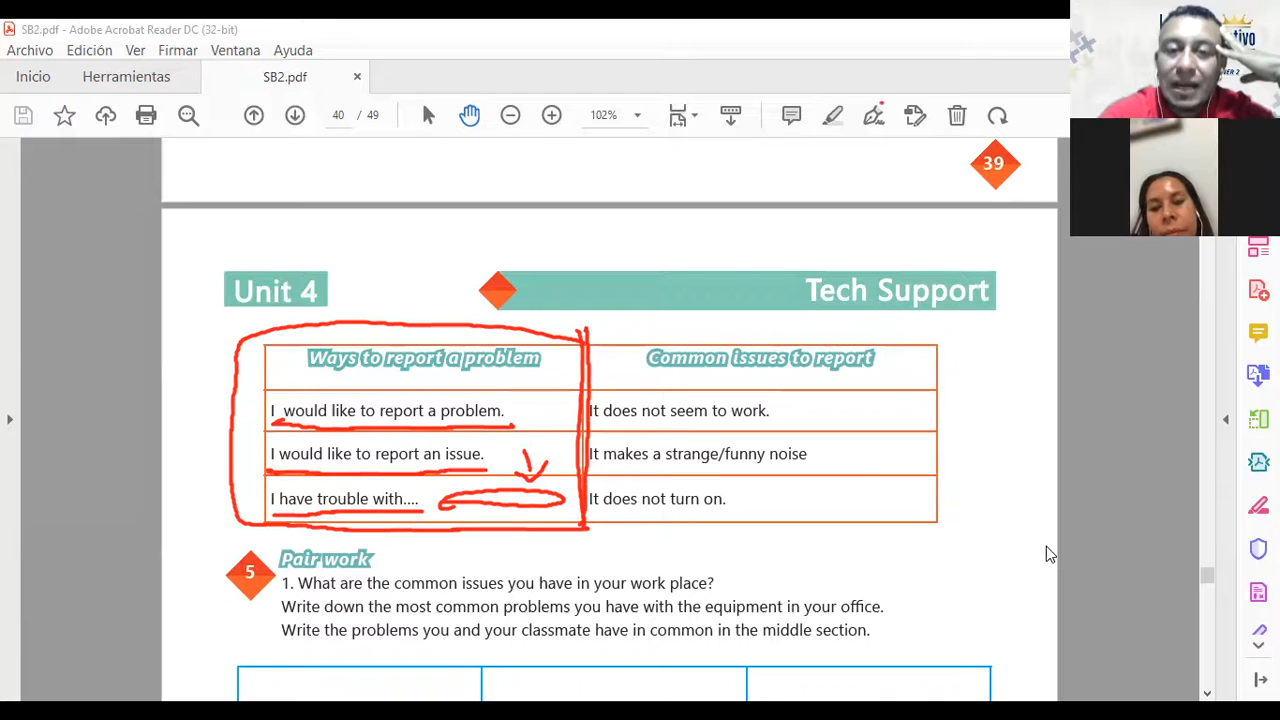 SB2.pdf - Adobe Acrobat Reader DC (32-bit)
Archivo Edición Ver Firmar Ventana Ayuda
Inicio Herramientas SB2.pdf ×
40 / 49 102%
39
Unit 4 Tech Support
Ways to report a problem Common issues to report
I would like to report a problem. It does not seem to work.
I would like to report an issue. It makes a strange/funny noise
I have trouble with.... It does not turn on.
5 Pair work
1. What are the common issues you have in your work place?
Write down the most common problems you have with the equipment in your office.
Write the problems you and your classmate have in common in the middle section.